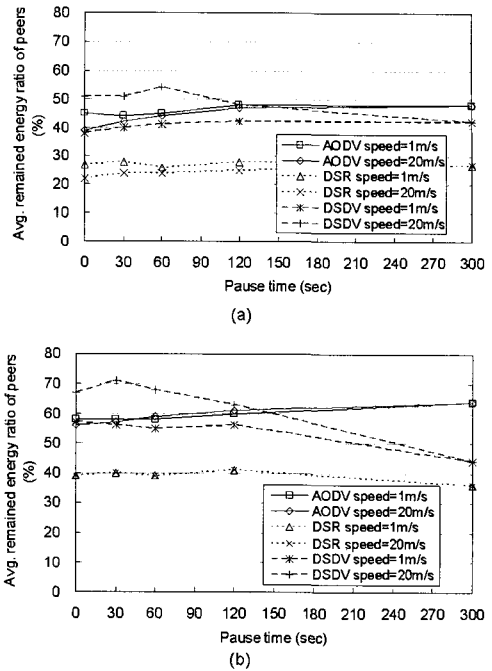 Avg. remained energy ratio of peers
(%)
80
70
60
50
40
30
20
10
0
AODV speed=1m/s
AODV speed=20m/s
DSR speed=1m/s
DSR speed=20m/s
DSDV speed=1m/s
DSDV speed=20m/s
0 30 60 90 120 150 180 210 240 270 300
Pause time (sec)
(a)
Avg. remained energy ratio of peers
(%)
80
70
60
50
40
30
20
10
0
AODV speed=1m/s
AODV speed=20m/s
DSR speed=1m/s
DSR speed=20m/s
DSDV speed=1m/s
DSDV speed=20m/s
0 30 60 90 120 150 180 210 240 270 300
Pause time (sec)
(b)